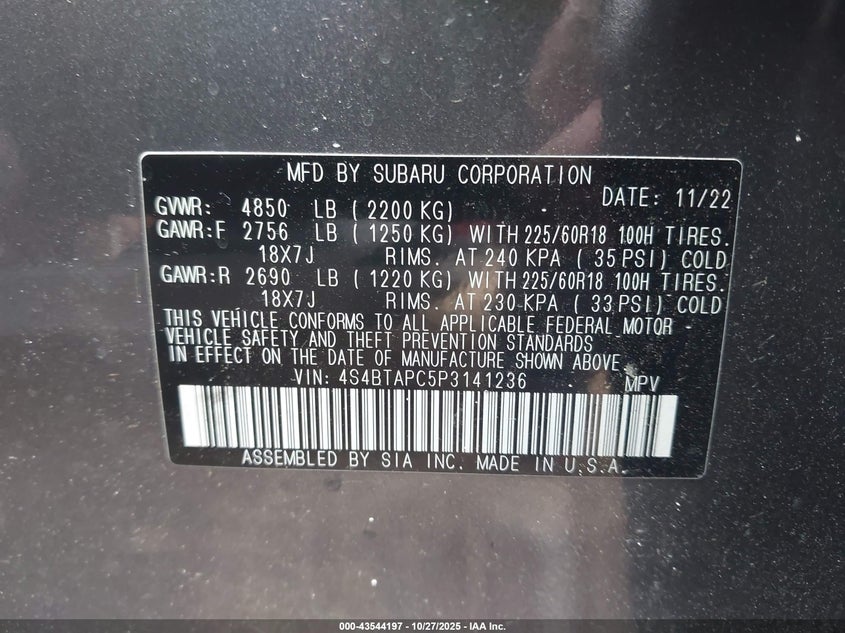 MFD BY SUBARU CORPORATION
DATE: 11/22
GVWR: 4850 LB ( 2200 KG)
GAWR:F 2756 LB ( 1250 KG) WITH 225/60R18 100H TIRES.
18X7J RIMS. AT 240 KPA ( 35 PSI) COLD
GAWR:R 2690 LB ( 1220 KG) WITH 225/60R18 100H TIRES.
18X7J RIMS. AT 230 KPA ( 33 PSI) COLD
THIS VEHICLE CONFORMS TO ALL APPLICABLE FEDERAL MOTOR
VEHICLE SAFETY AND THEFT PREVENTION STANDARDS
IN EFFECT ON THE DATE OF MANUFACTURE SHOWN ABOVE.
VIN: 4S4BTAPC5P3141236 MPV
ASSEMBLED BY SIA INC. MADE IN U.S.A.
000-43544197 - 10/27/2025 - IAA Inc.